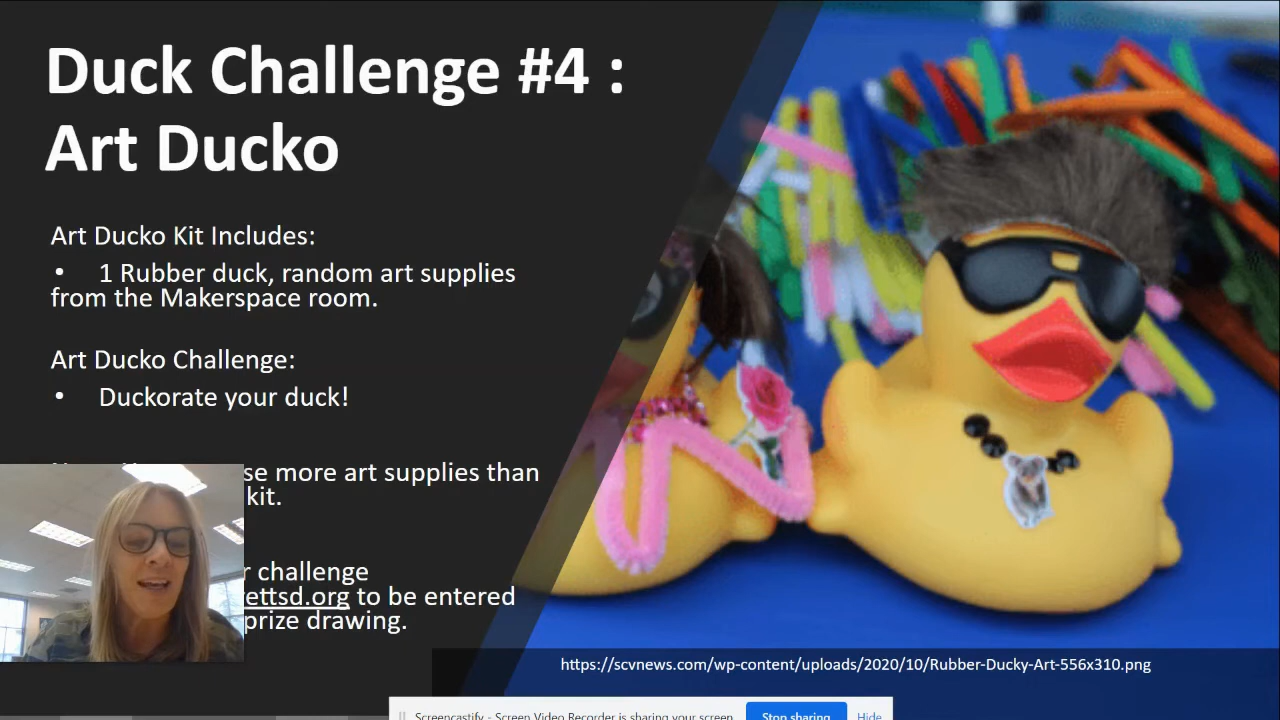 Duck Challenge #4 :
Art Ducko
Art Ducko Kit Includes:
• 1 Rubber duck, random art supplies
from the Makerspace room.
Art Ducko Challenge:
• Duckorate your duck!
more art supplies than
kit.
challenge
ettsd.org to be entered
prize drawing.
https://scvnews.com/wp-content/uploads/2020/10/Rubber-Ducky-Art-556x310.png
Screencastify - Screen Video Recorder is sharing your screen.
Stop sharing
Hide